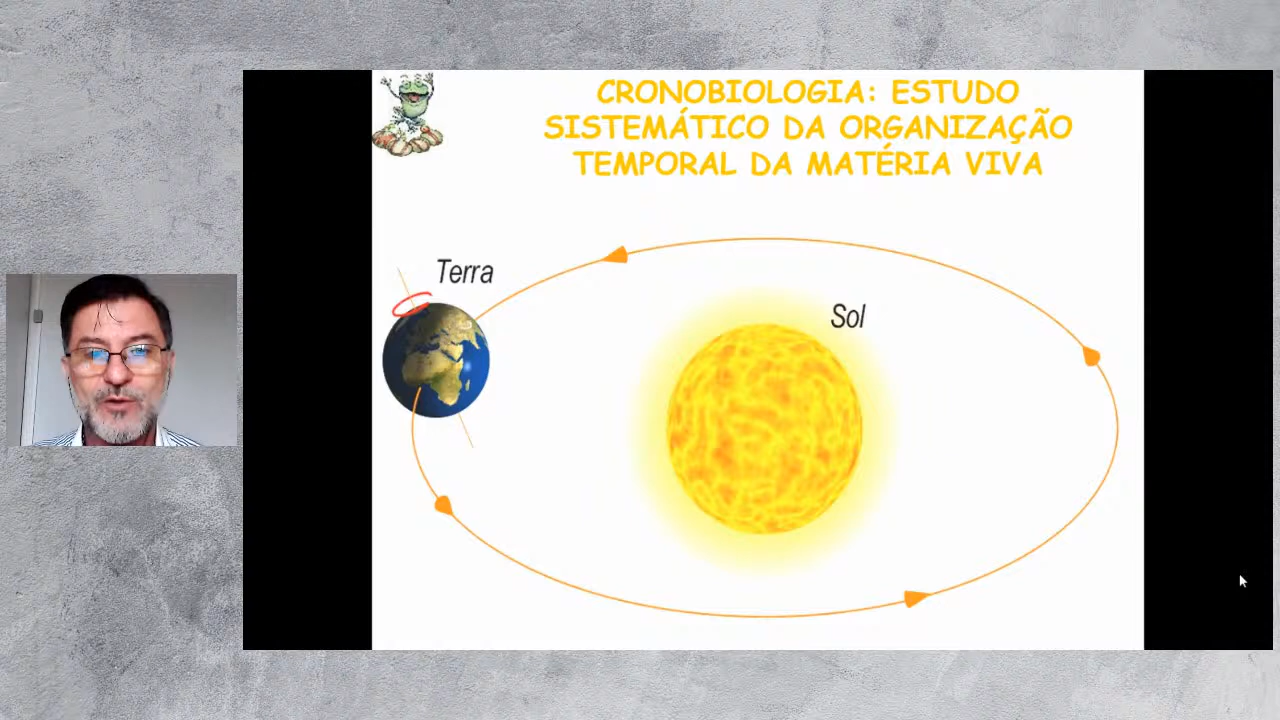 CRONOBIOLOGIA: ESTUDO
SISTEMÁTICO DA ORGANIZAÇÃO
TEMPORAL DA MATÉRIA VIVA
Terra
Sol